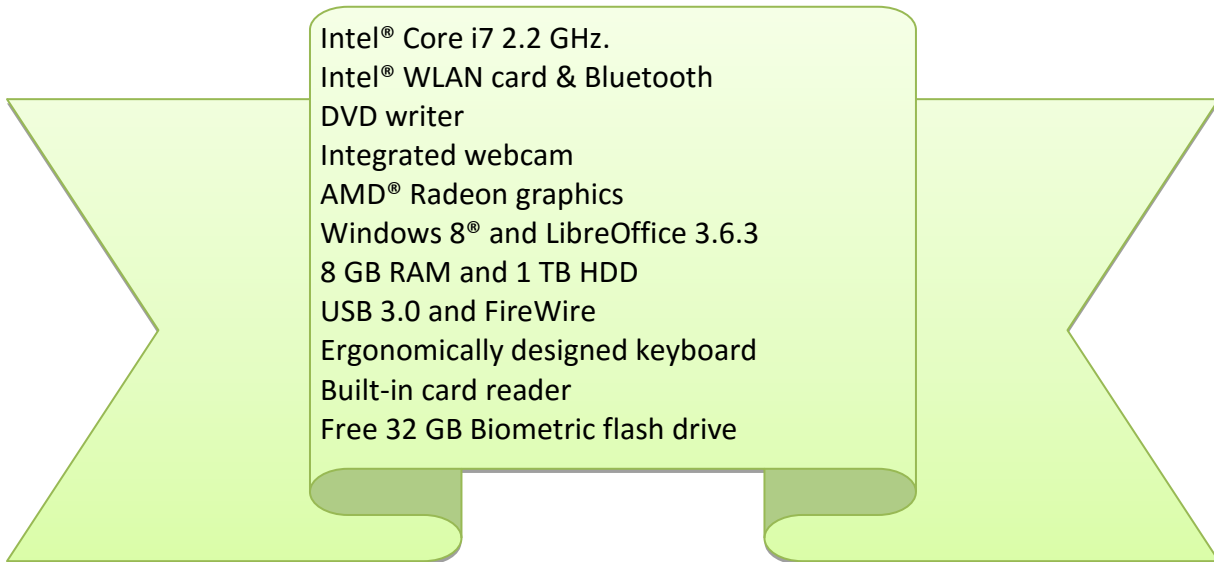 Intel® Core i7 2.2 GHz.
Intel® WLAN card & Bluetooth
DVD writer
Integrated webcam
AMD® Radeon graphics
Windows 8® and LibreOffice 3.6.3
8 GB RAM and 1 TB HDD
USB 3.0 and FireWire
Ergonomically designed keyboard
Built-in card reader
Free 32 GB Biometric flash drive